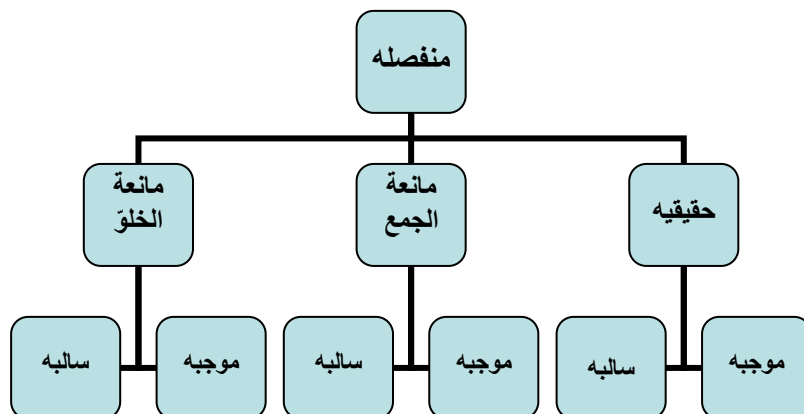 منفصله
حقيقيه
مانعة
الجمع
مانعة
الخلوّ
موجبه
سالبه
موجبه
سالبه
موجبه
سالبه